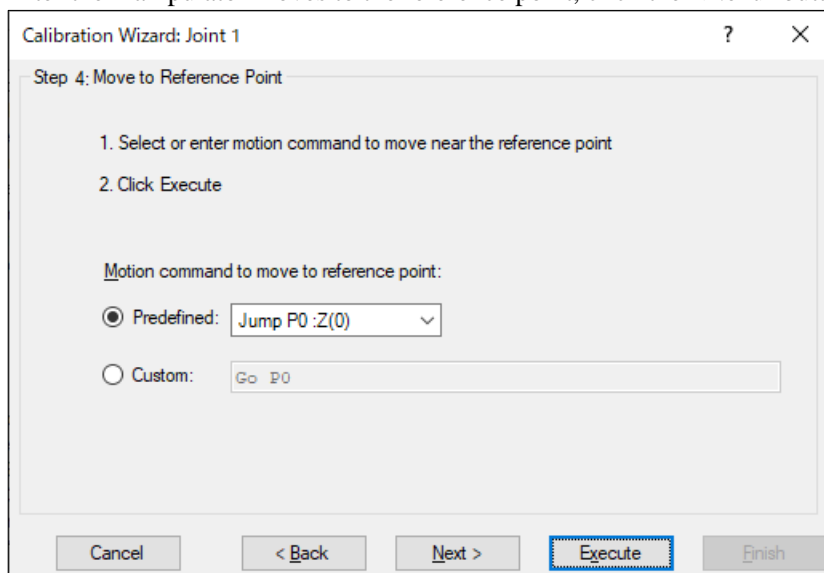 Calibration Wizard: Joint 1
Step 4: Move to Reference Point
1. Select or enter motion command to move near the reference point
2. Click Execute
Motion command to move to reference point:
Predefined: Jump P0 :Z(0)
Custom: Go P0
Cancel < Back Next > Execute Finish